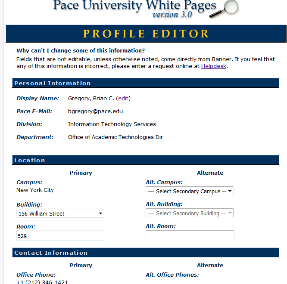 Pace University White Pages
version 3.0
PROFILE EDITOR
Why can't I change some of this information?
Fields that are not editable, unless otherwise noted, come directly from Banner. If you feel that
any of this information is incorrect, please enter a request online at Helpdesk.
Personal Information
Display Name: Gregory, Brian C. (edit)
Pace E-Mail: bgregory@pace.edu
Division: Information Technology Services
Department: Office of Academic Technologies Dir
Location
Primary Alternate
Campus: Alt. Campus:
New York City --- Select Secondary Campus ---
Building: Alt. Building:
156 William Street --- Select Secondary Building ---
Room: Alt. Room:
529
Contact Information
Primary Alternate
Office Phone: Alt. Office Phones:
+1 (212) 346-1421